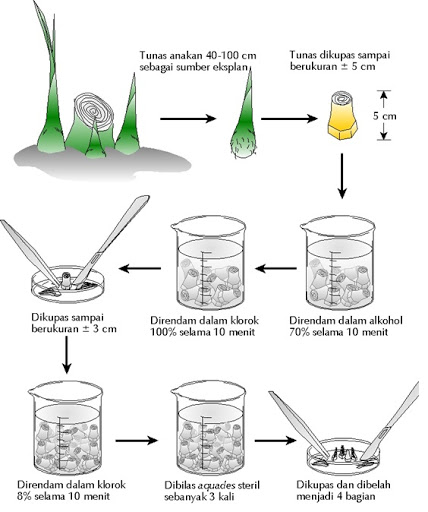 Tunas anakan 40-100 cm
sebagai sumber eksplan
Tunas dikupas sampai
berukuran ± 5 cm
5 cm
Dikupas sampai
berukuran ± 3 cm
Direndam dalam klorok
100% selama 10 menit
Direndam dalam alkohol
70% selama 10 menit
Direndam dalam klorok
8% selama 10 menit
Dibilas aquades steril
sebanyak 3 kali
Dikupas dan dibelah
menjadi 4 bagian